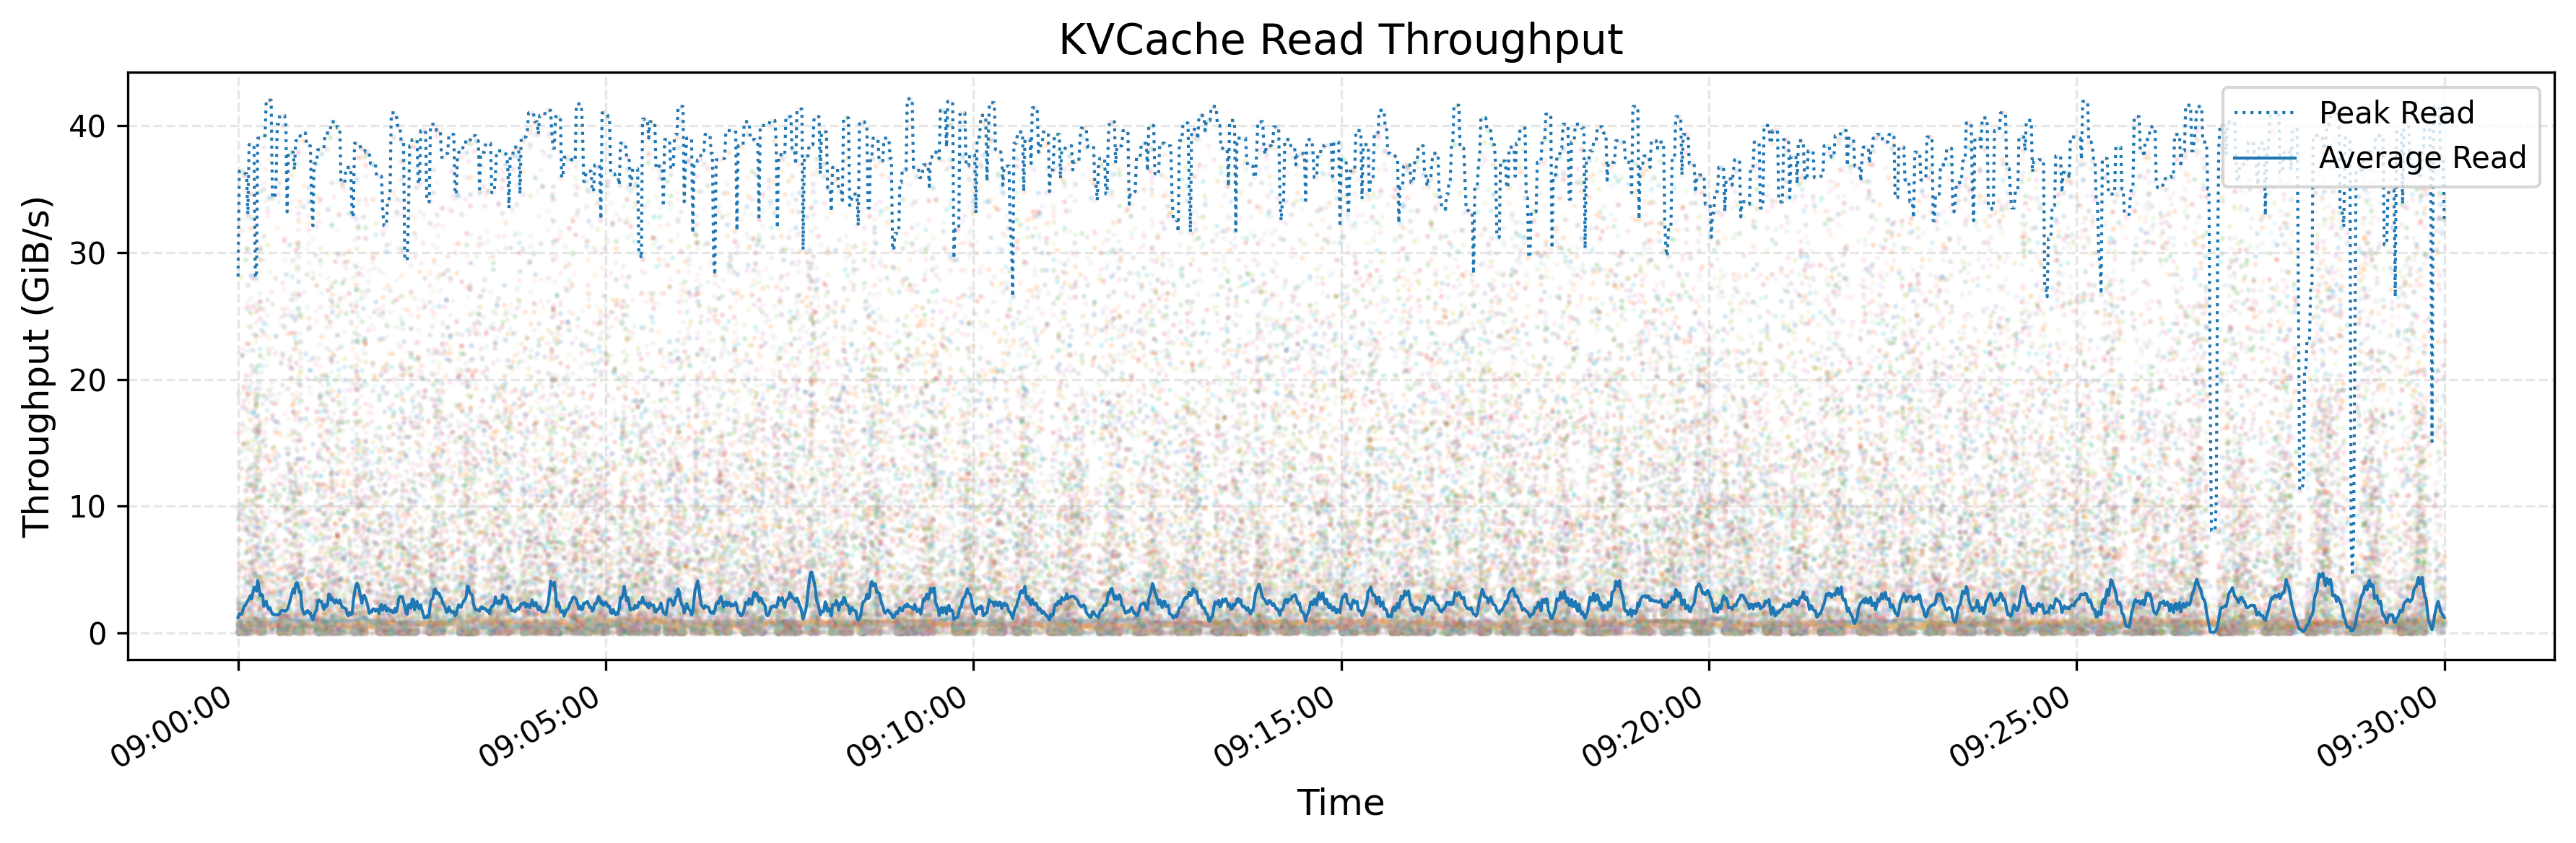 KVCache Read Throughput
Throughput (GiB/s)
40
30
20
10
0
Peak Read
Average Read
09:00:00
09:05:00
09:10:00
09:15:00
09:20:00
09:25:00
09:30:00
Time